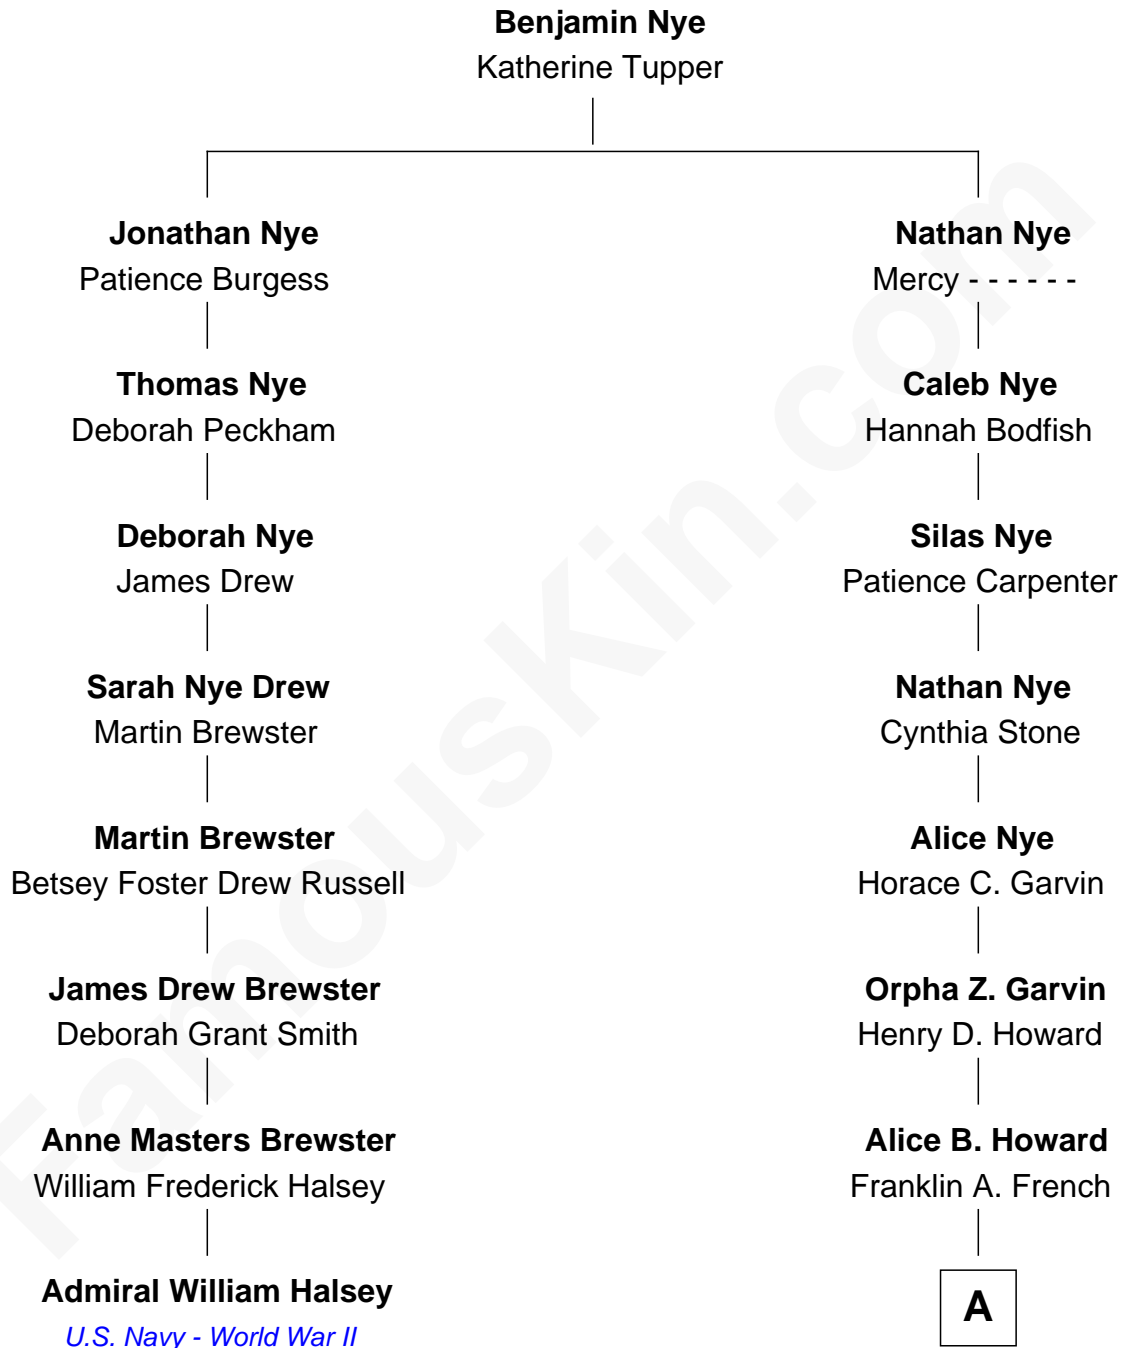 Benjamin Nye
Katherine Tupper
Jonathan Nye
Patience Burgess
Thomas Nye
Deborah Peckham
Deborah Nye
James Drew
Sarah Nye Drew
Martin Brewster
Martin Brewster
Betsey Foster Drew Russell
James Drew Brewster
Deborah Grant Smith
Anne Masters Brewster
William Frederick Halsey
Admiral William Halsey
U.S. Navy - World War II
Nathan Nye
Mercy - - - - - -
Caleb Nye
Hannah Bodfish
Silas Nye
Patience Carpenter
Nathan Nye
Cynthia Stone
Alice Nye
Horace C. Garvin
Orpha Z. Garvin
Henry D. Howard
Alice B. Howard
Franklin A. French
A
FamousKin.com